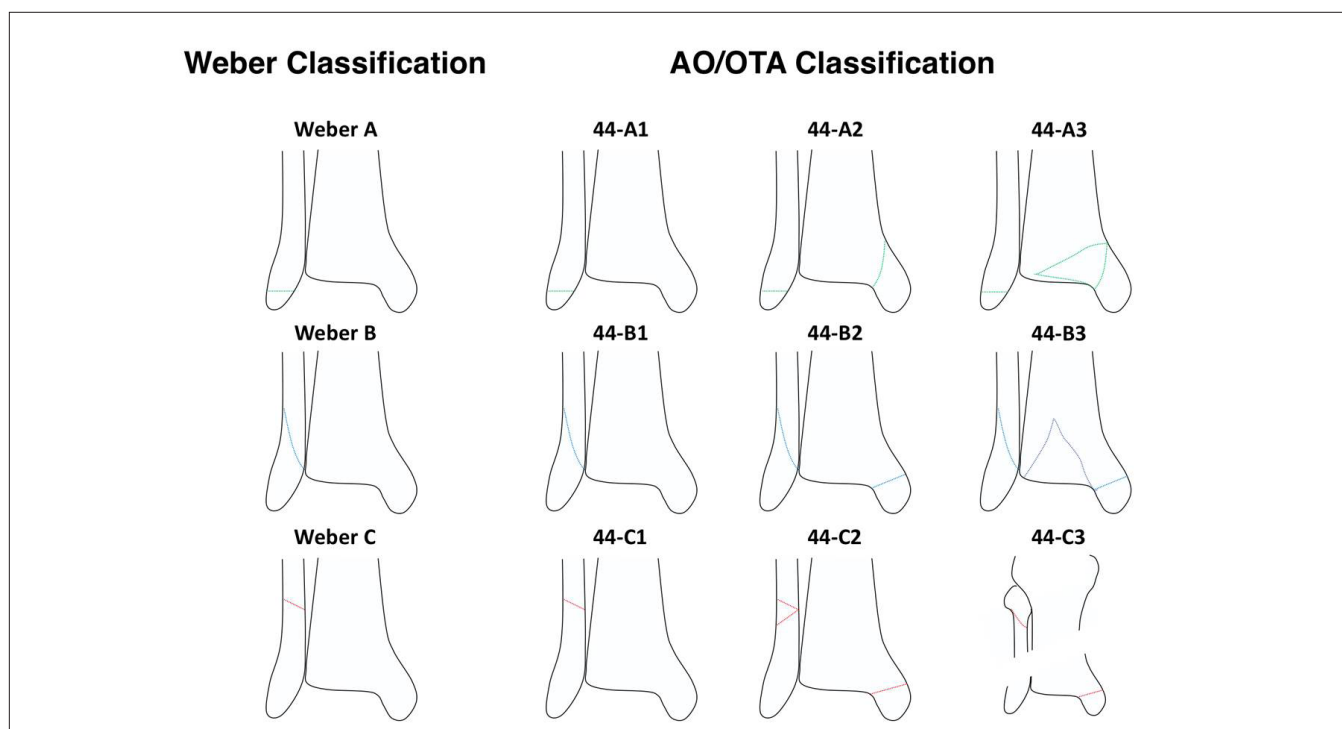 Weber Classification
AO/OTA Classification
Weber A
44-A1
44-A2
44-A3
Weber B
44-B1
44-B2
44-B3
Weber C
44-C1
44-C2
44-C3